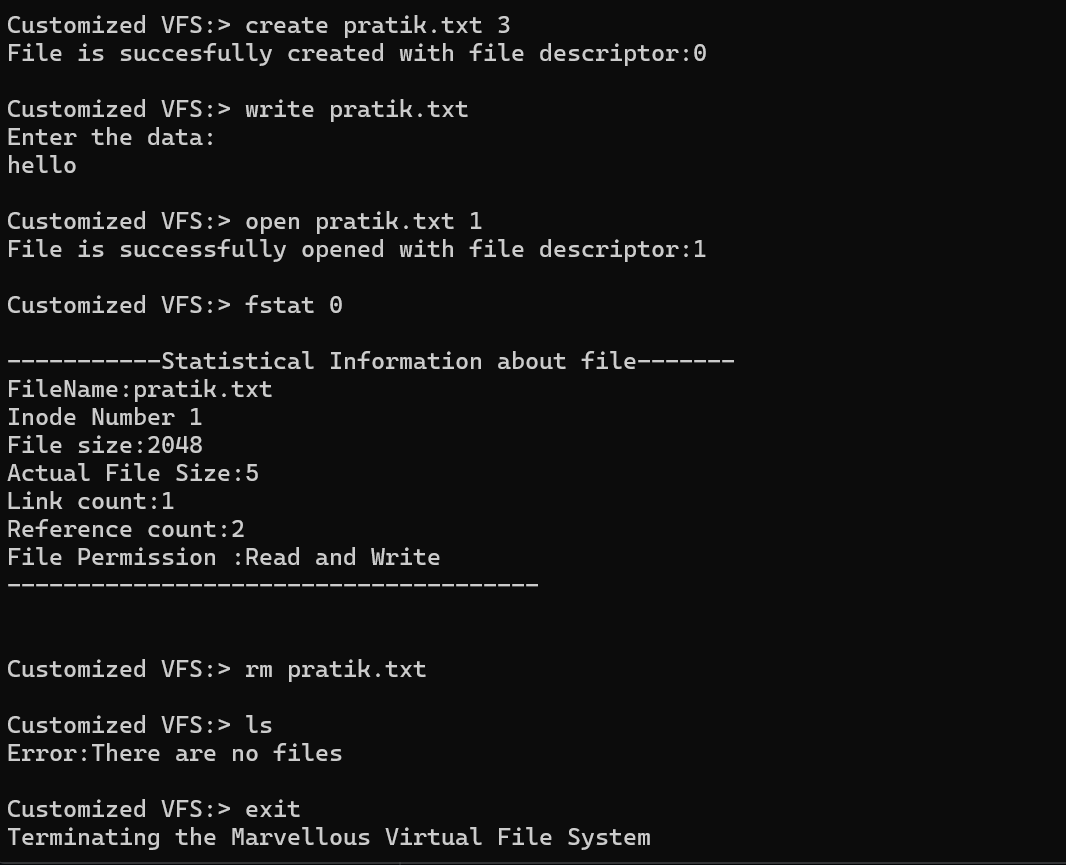 Customized VFS:> create pratik.txt 3
File is succesfully created with file descriptor:0
Customized VFS:> write pratik.txt
Enter the data:
hello
Customized VFS:> open pratik.txt 1
File is successfully opened with file descriptor:1
Customized VFS:> fstat 0
-----------Statistical Information about file-------
FileName:pratik.txt
Inode Number 1
File size:2048
Actual File Size:5
Link count:1
Reference count:2
File Permission :Read and Write
--------------------------------------
Customized VFS:> rm pratik.txt
Customized VFS:> ls
Error:There are no files
Customized VFS:> exit
Terminating the Marvellous Virtual File System